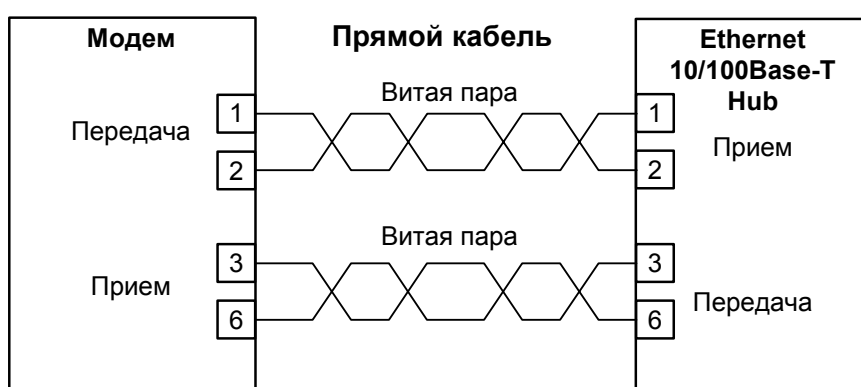 Модем
Прямой кабель
Ethernet
10/100Base-T
Hub
Витая пара
1
1
Передача
Прием
2
2
Витая пара
3
3
Прием
Передача
6
6